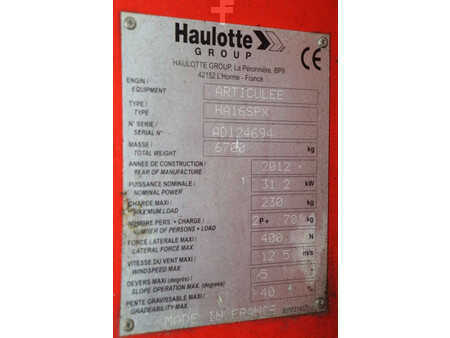 Haulotte
GROUP
CE
HAULOTTE GROUP, La Péronnière, BP9
42152 L'Horme - France
ENGIN /
EQUIPMENT
ARTICULEE
TYPE /
TYPE
HA16SPX
N° SERIE /
SERIAL N°
AD124694
MASSE /
TOTAL WEIGHT
6700 kg
ANNEE DE CONSTRUCTION /
YEAR OF MANUFACTURE
2012
PUISSANCE NOMINALE /
NOMINAL POWER
31.2 kW
CHARGE MAXI /
MAXIMUM LOAD
230 kg
NOMBRE PERS. + CHARGE /
NUMBER OF PERSONS + LOAD
P+ 70 kg
FORCE LATERALE MAXI /
LATERAL FORCE MAX
400 N
VITESSE DU VENT MAXI /
WINDSPEED MAX
12.5 m/s
DEVERS MAXI (degrés) /
SLOPE OPERATION MAX. (degrees)
5 °
PENTE GRAVISSABLE MAXI /
GRADEABILITY MAX.
40 %
MADE IN FRANCE